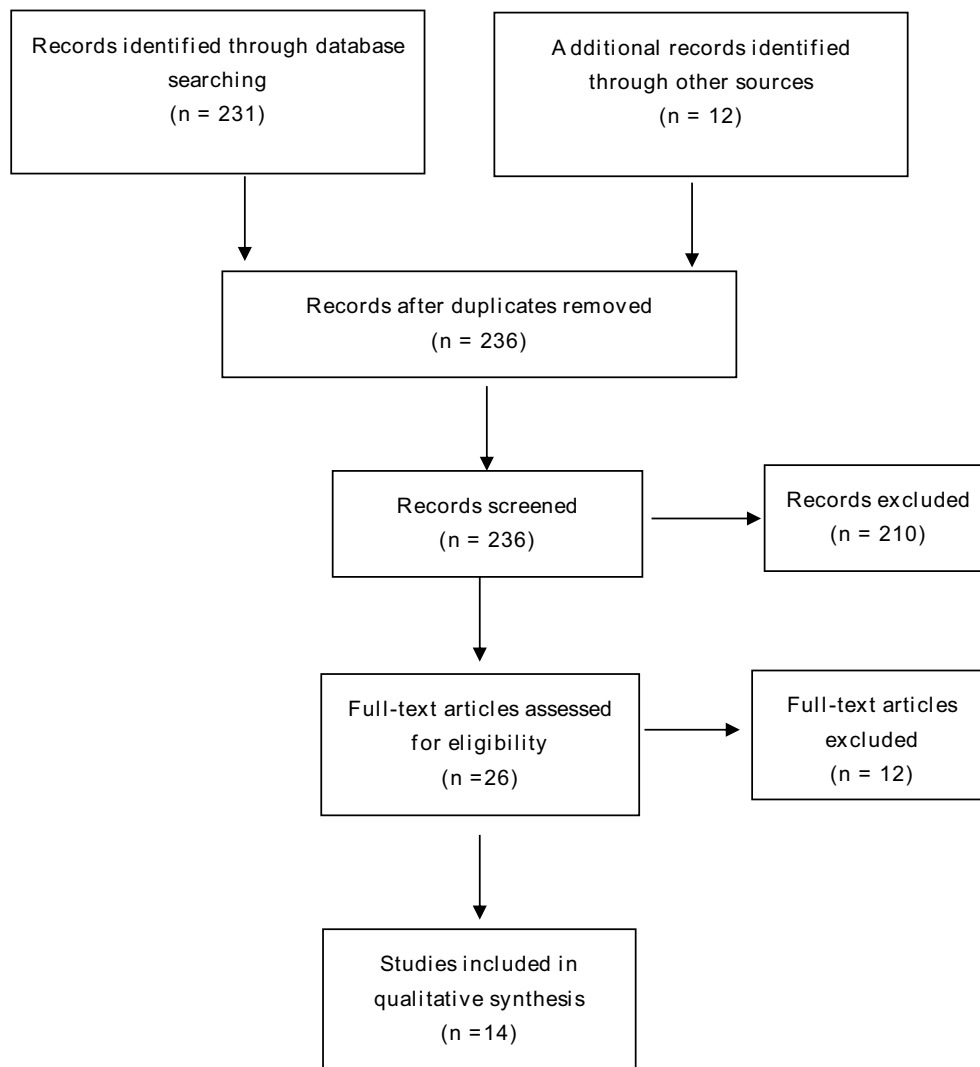 Records identified through database
searching
(n = 231)
Additional records identified
through other sources
(n = 12)
Records after duplicates removed
(n = 236)
Records screened
(n = 236)
Records excluded
(n = 210)
Full-text articles assessed
for eligibility
(n =26)
Full-text articles
excluded
(n = 12)
Studies included in
qualitative synthesis
(n =14)